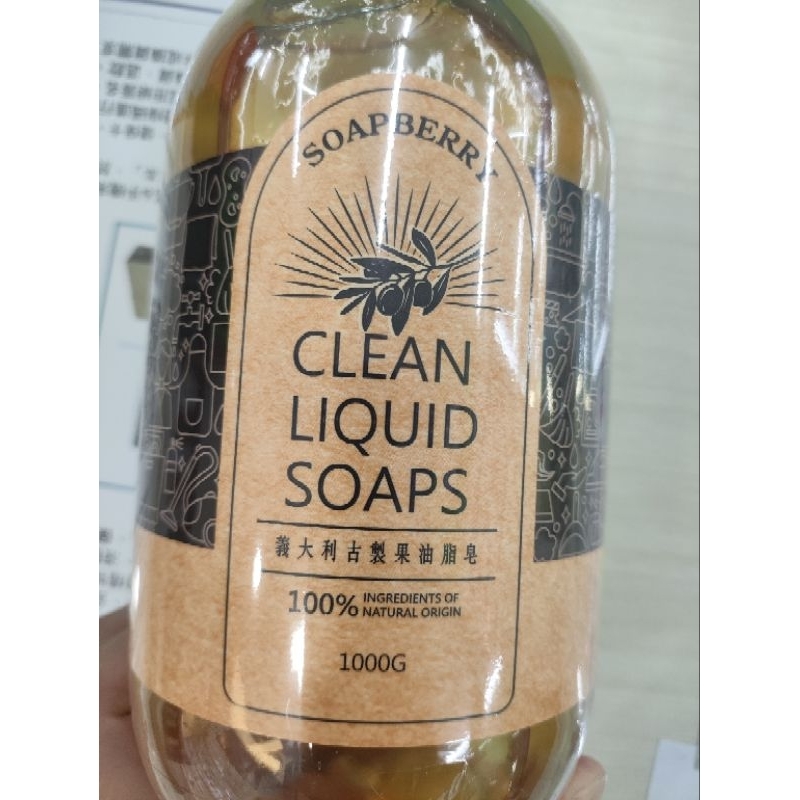 SOAPBERRY
CLEAN
LIQUID
SOAPS
義大利古製果油脂皂
100% INGREDIENTS OF
NATURAL ORIGIN
1000G